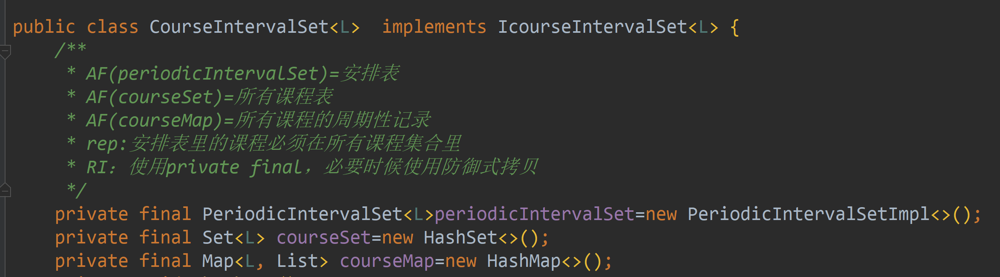 public class CourseIntervalSet<L>  implements IcourseIntervalSet<L> {
/**
* AF(periodicIntervalSet)=安排表
* AF(courseSet)=所有课程表
* AF(courseMap)=所有课程的周期性记录
* rep:安排表里的课程必须在所有课程集合里
* RI：使用private final，必要时候使用防御式拷贝
*/
private final PeriodicIntervalSet<L>periodicIntervalSet=new PeriodicIntervalSetImpl<>();
private final Set<L> courseSet=new HashSet<>();
private final Map<L, List> courseMap=new HashMap<>();